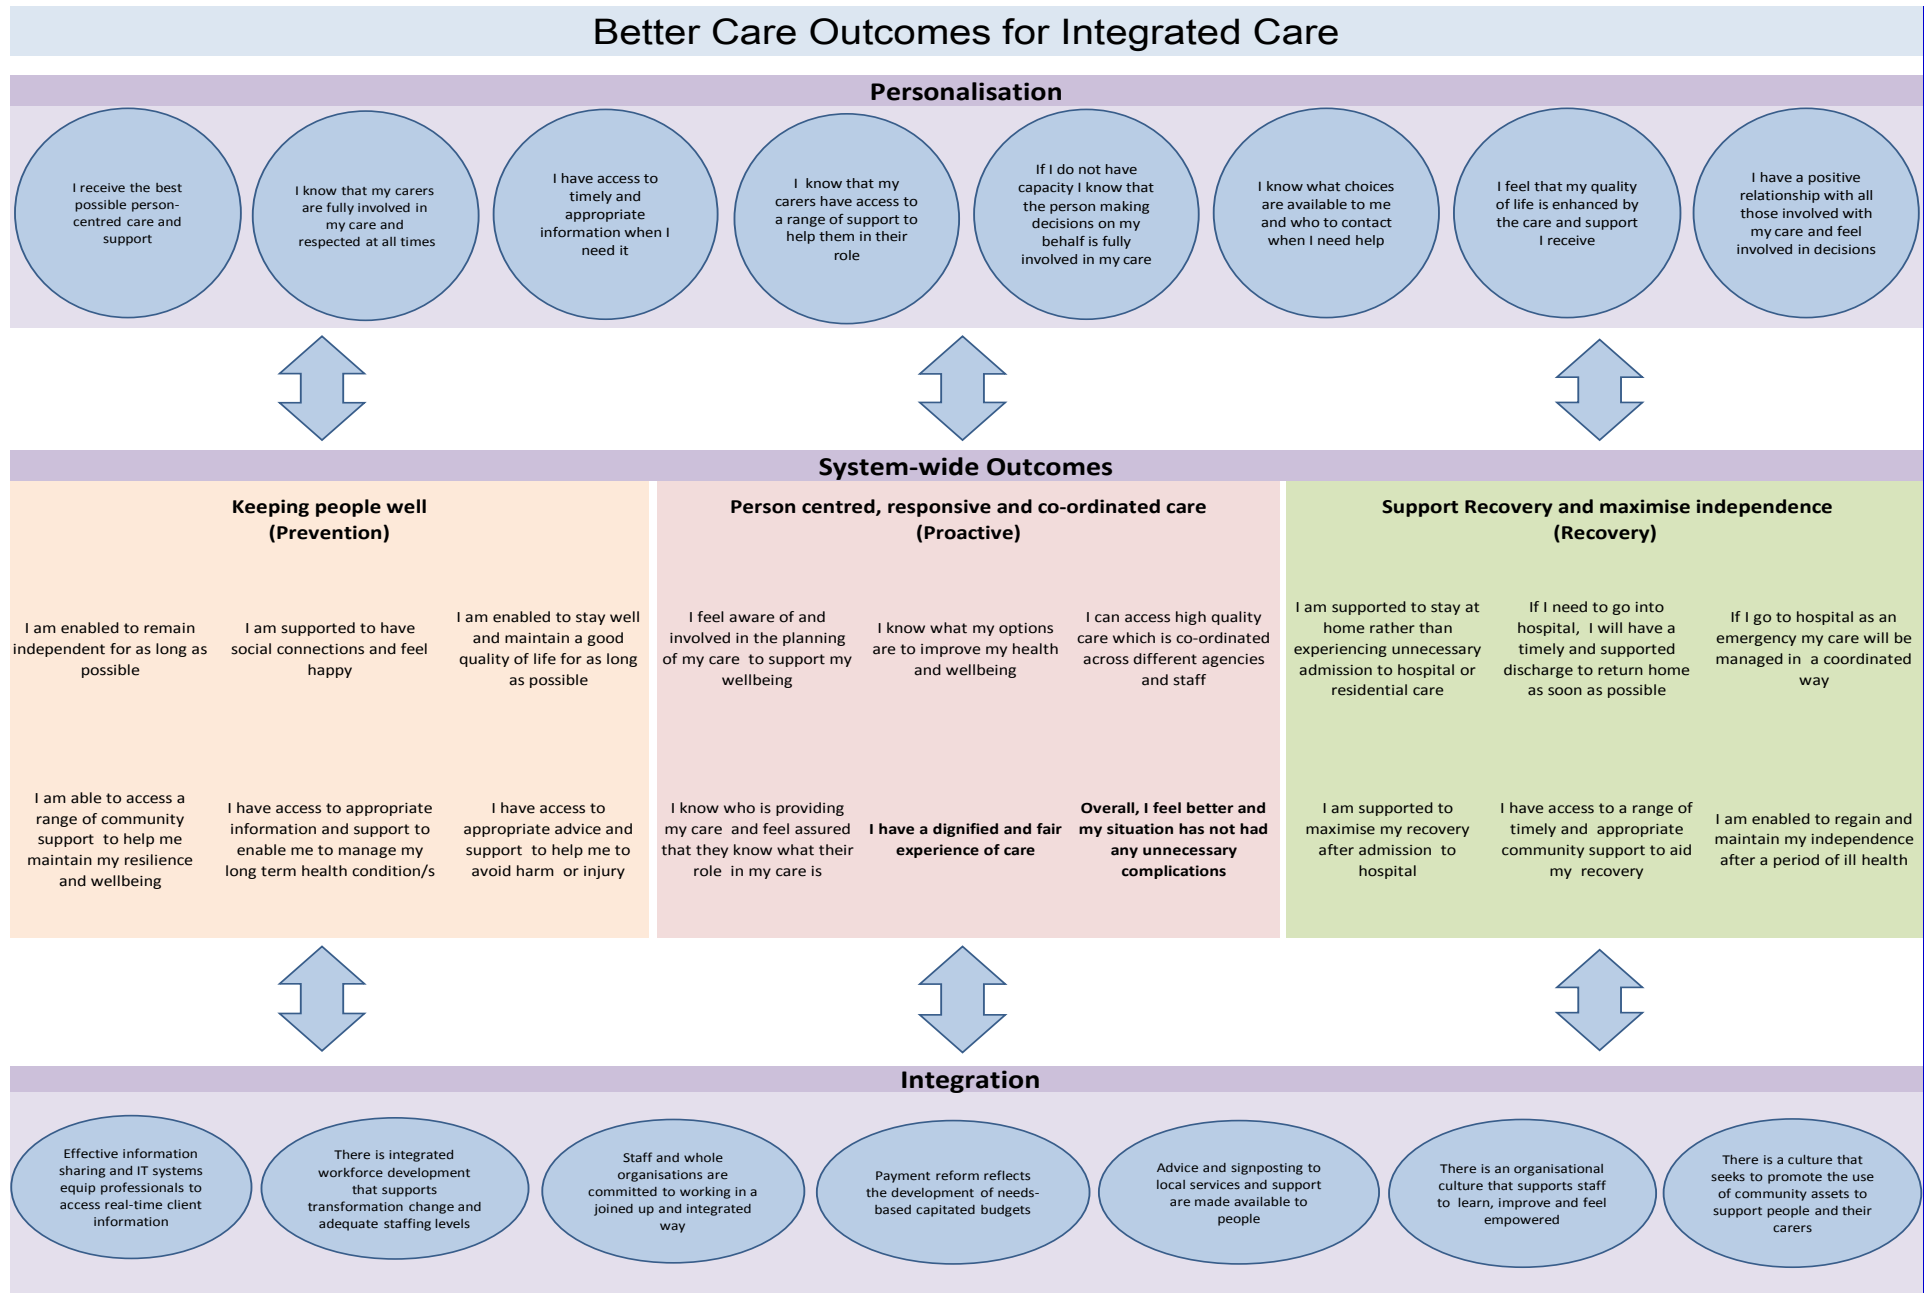 Better Care Outcomes for Integrated Care
Personalisation
I receive the best
possible person-
centred care and
support
I know that my carers
are fully involved in
my care and
respected at all times
I have access to
timely and
appropriate
information when I
need it
I know that my
carers have access to
a range of support to
help them in their
role
If I do not have
capacity I know that
the person making
decisions on my
behalf is fully
involved in my care
I know what choices
are available to me
and who to contact
when I need help
I feel that my quality
of life is enhanced by
the care and support
I receive
I have a positive
relationship with all
those involved with
my care and feel
involved in decisions
System-wide Outcomes
Keeping people well
(Prevention)
I am enabled to remain
independent for as long as
possible
I am supported to have
social connections and feel
happy
I am enabled to stay well
and maintain a good
quality of life for as long
as possible
I am able to access a
range of community
support to help me
maintain my resilience
and wellbeing
I have access to appropriate
information and support to
enable me to manage my
long term health condition/s
I have access to
appropriate advice and
support to help me to
avoid harm or injury
Person centred, responsive and co-ordinated care
(Proactive)
I feel aware of and
involved in the planning
of my care to support my
wellbeing
I know what my options
are to improve my health
and wellbeing
I can access high quality
care which is co-ordinated
across different agencies
and staff
I know who is providing
my care and feel assured
that they know what their
role in my care is
I have a dignified and fair
experience of care
Overall, I feel better and
my situation has not had
any unnecessary
complications
Support Recovery and maximise independence
(Recovery)
I am supported to stay at
home rather than
experiencing unnecessary
admission to hospital or
residential care
If I need to go into
hospital, I will have a
timely and supported
discharge to return home
as soon as possible
If I go to hospital as an
emergency my care will be
managed in a coordinated
way
I am supported to
maximise my recovery
after admission to
hospital
I have access to a range of
timely and appropriate
community support to aid
my recovery
I am enabled to regain and
maintain my independence
after a period of ill health
Integration
Effective information
sharing and IT systems
equip professionals to
access real-time client
information
There is integrated
workforce development
that supports
transformation change and
adequate staffing levels
Staff and whole
organisations are
committed to working in a
joined up and integrated
way
Payment reform reflects
the development of needs-
based capitated budgets
Advice and signposting to
local services and support
are made available to
people
There is an organisational
culture that supports staff
to learn, improve and feel
empowered
There is a culture that
seeks to promote the use
of community assets to
support people and their
carers